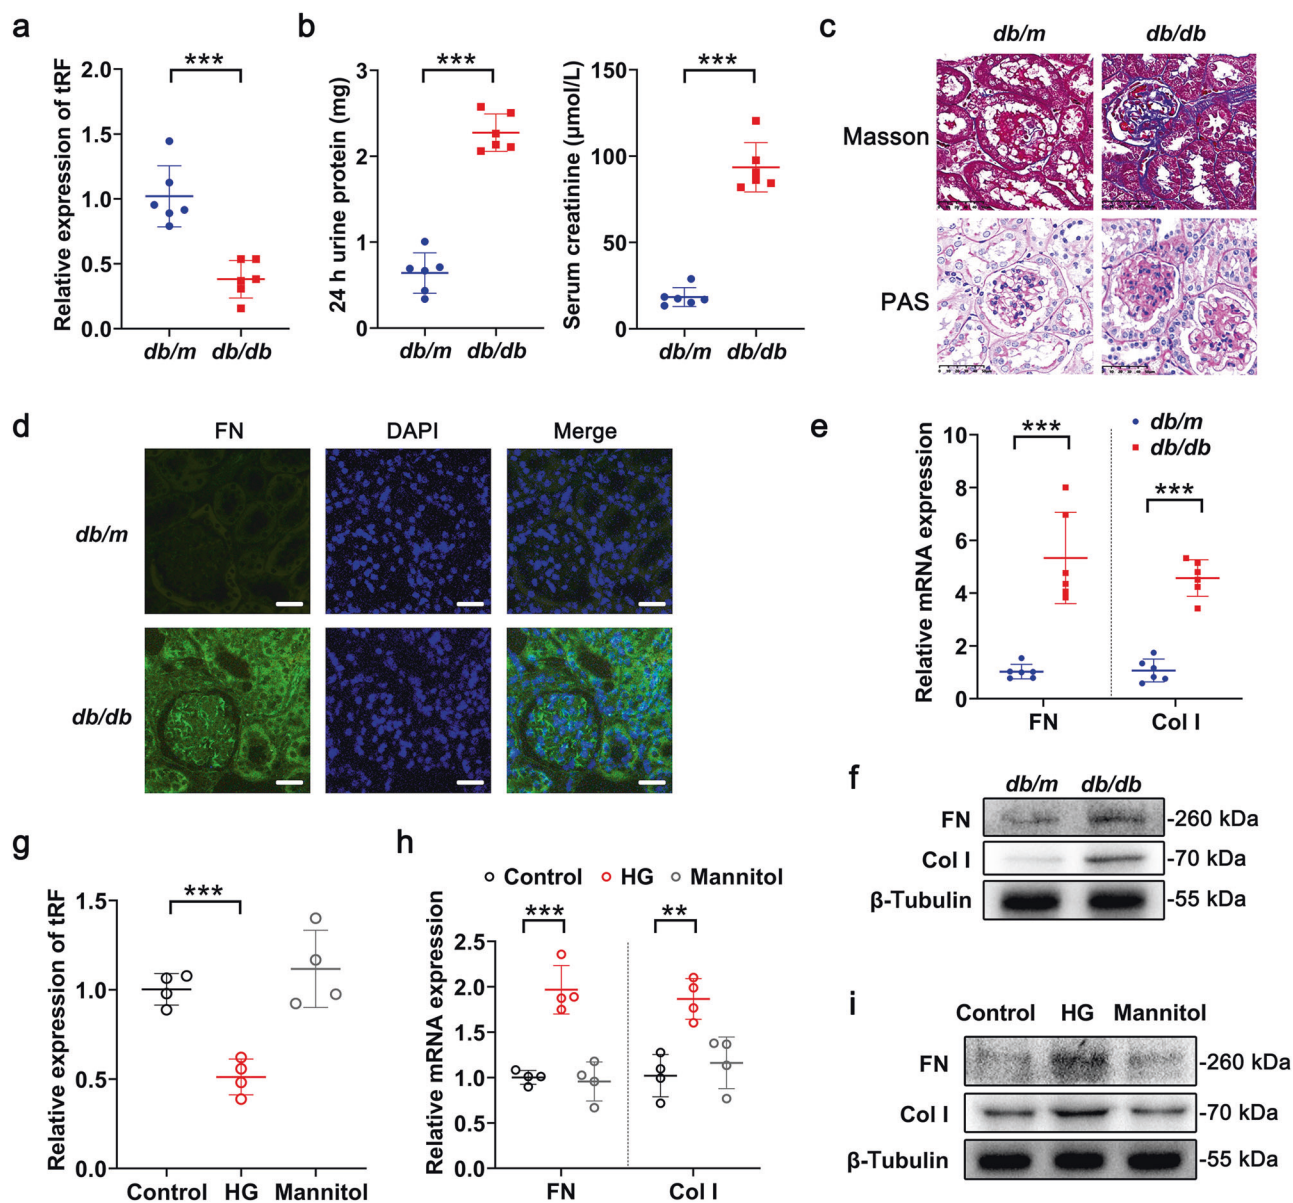 a
Relative expression of tRF
2.0
1.5
1.0
0.5
0.0
***
db/m
db/db
b
24 h urine protein (mg)
3
2
1
0
***
db/m
db/db
Serum creatinine (μmol/L)
150
100
50
0
***
db/m
db/db
c
db/m
db/db
Masson
PAS
d
FN
DAPI
Merge
db/m
db/db
e
Relative mRNA expression
10
8
6
4
2
0
db/m
db/db
***
***
FN
Col I
f
db/m
db/db
FN
-260 kDa
Col I
-70 kDa
β-Tubulin
-55 kDa
g
Relative expression of tRF
1.5
1.0
0.5
0.0
***
Control
HG
Mannitol
h
Control
HG
Mannitol
Relative mRNA expression
2.5
2.0
1.5
1.0
0.5
0.0
***
**
FN
Col I
i
Control
HG
Mannitol
FN
-260 kDa
Col I
-70 kDa
β-Tubulin
-55 kDa